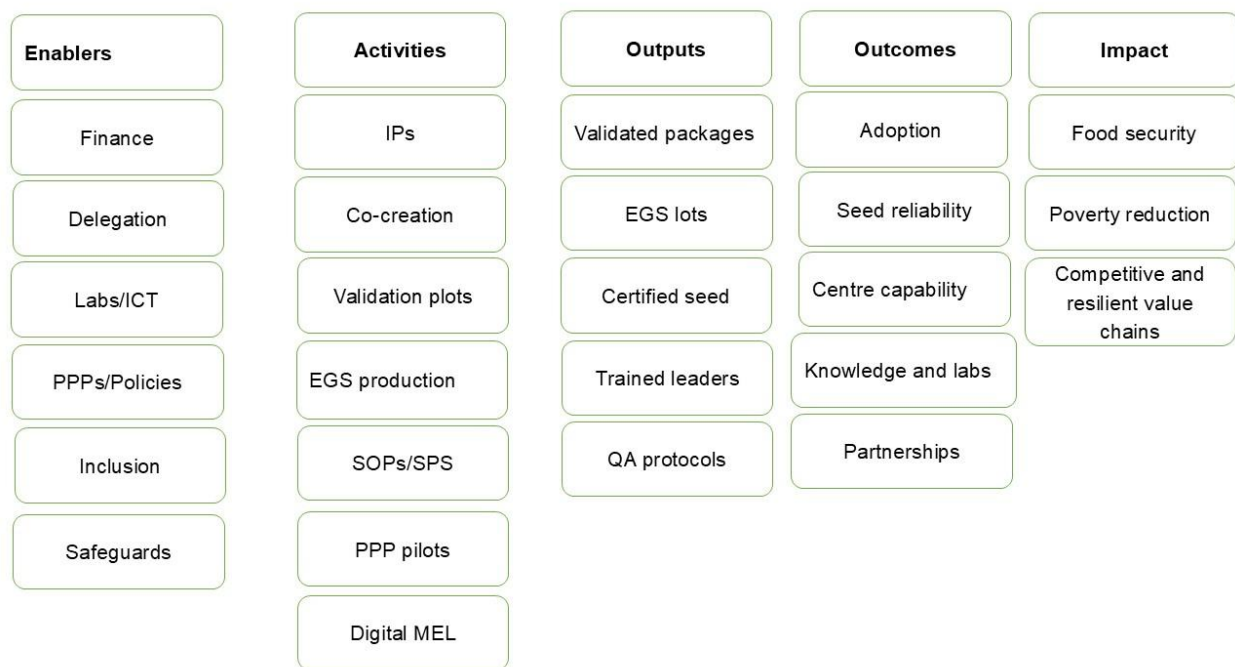 Enablers
Finance
Delegation
Labs/ICT
PPPs/Policies
Inclusion
Safeguards
Activities
IPs
Co-creation
Validation plots
EGS production
SOPs/SPS
PPP pilots
Digital MEL
Outputs
Validated packages
EGS lots
Certified seed
Trained leaders
QA protocols
Outcomes
Adoption
Seed reliability
Centre capability
Knowledge and labs
Partnerships
Impact
Food security
Poverty reduction
Competitive and
resilient value
chains